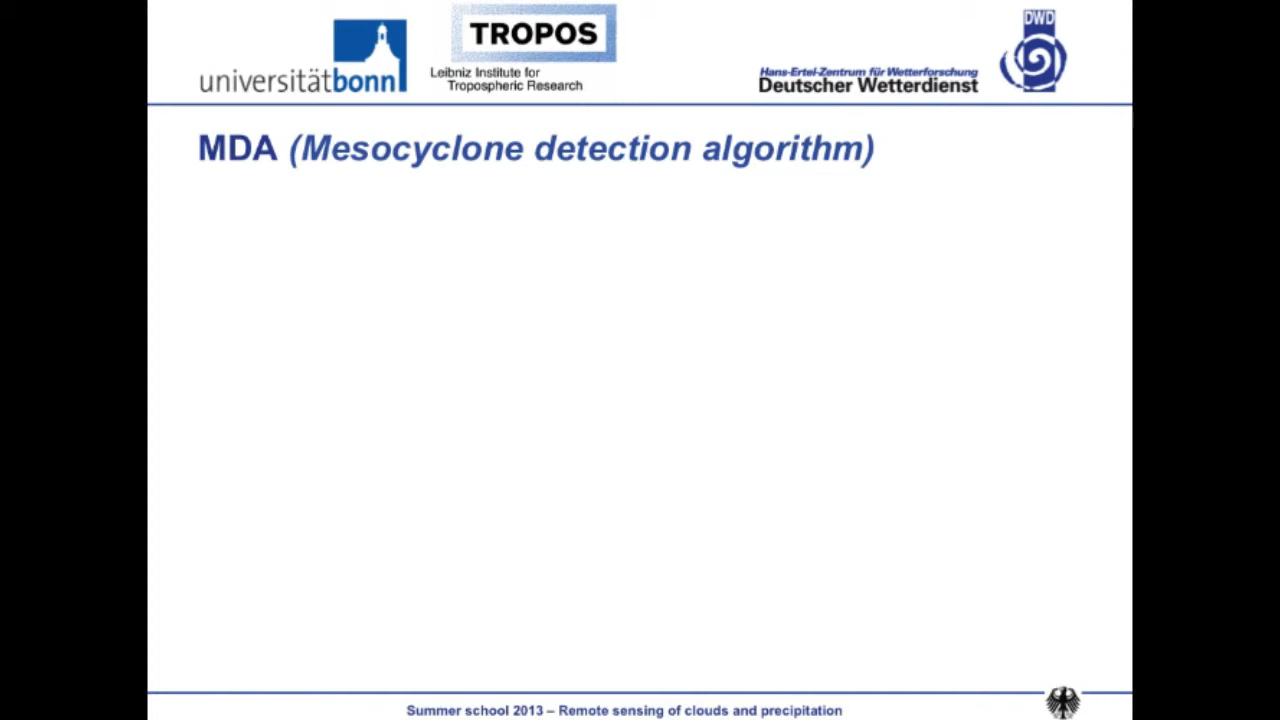 universitätbonn
TROPOS
Leibniz Institute for
Tropospheric Research
Hans-Ertel-Zentrum für Wetterforschung
Deutscher Wetterdienst
DWD
MDA (Mesocyclone detection algorithm)
Summer school 2013 – Remote sensing of clouds and precipitation